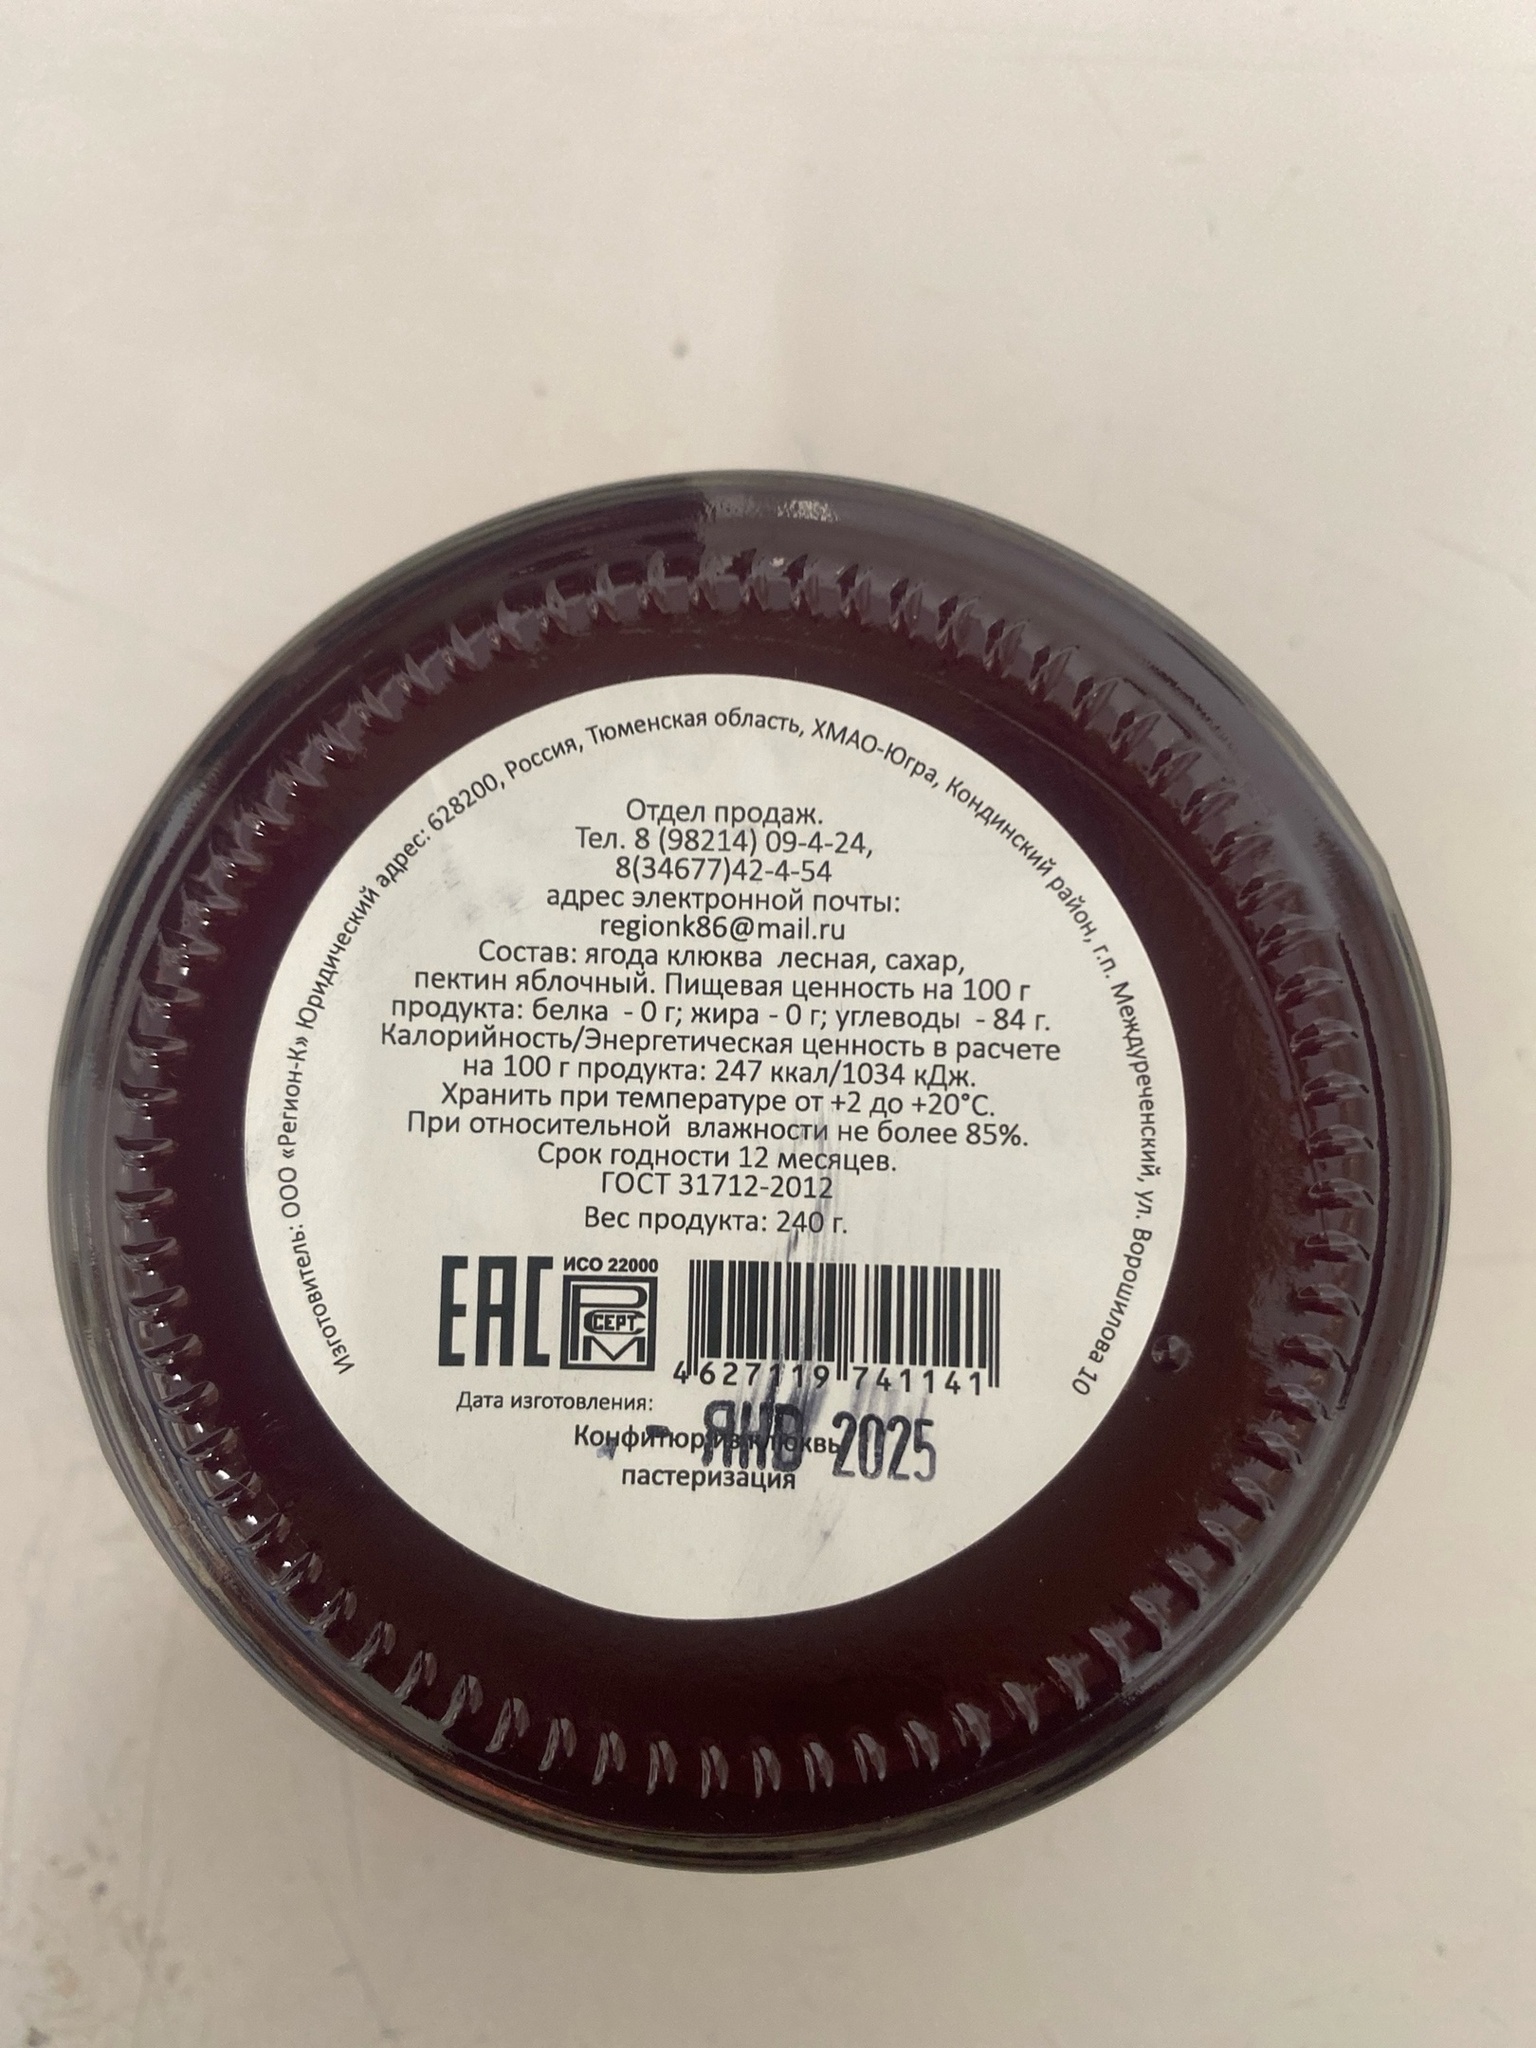 Изготовитель: ООО «Регион-К» Юридический адрес: 628200, Россия, Тюменская область, ХМАО-Югра, Кондинский район, г.п. Междуреченский, ул. Ворошилова 10
Отдел продаж.
Тел. 8 (98214) 09-4-24,
8(34677)42-4-54
адрес электронной почты:
regionk86@mail.ru
Состав: ягода клюква лесная, сахар,
пектин яблочный. Пищевая ценность на 100 г
продукта: белка - 0 г; жира - 0 г; углеводы - 84 г.
Калорийность/Энергетическая ценность в расчете
на 100 г продукта: 247 ккал/1034 кДж.
Хранить при температуре от +2 до +20°С.
При относительной влажности не более 85%.
Срок годности 12 месяцев.
ГОСТ 31712-2012
Вес продукта: 240 г.
ЕАС ИСО 22000
РСМ СЕРТ
4 627119 741141
Дата изготовления:
ЯНВ 2025
Конфитюр из клюквы
пастеризация